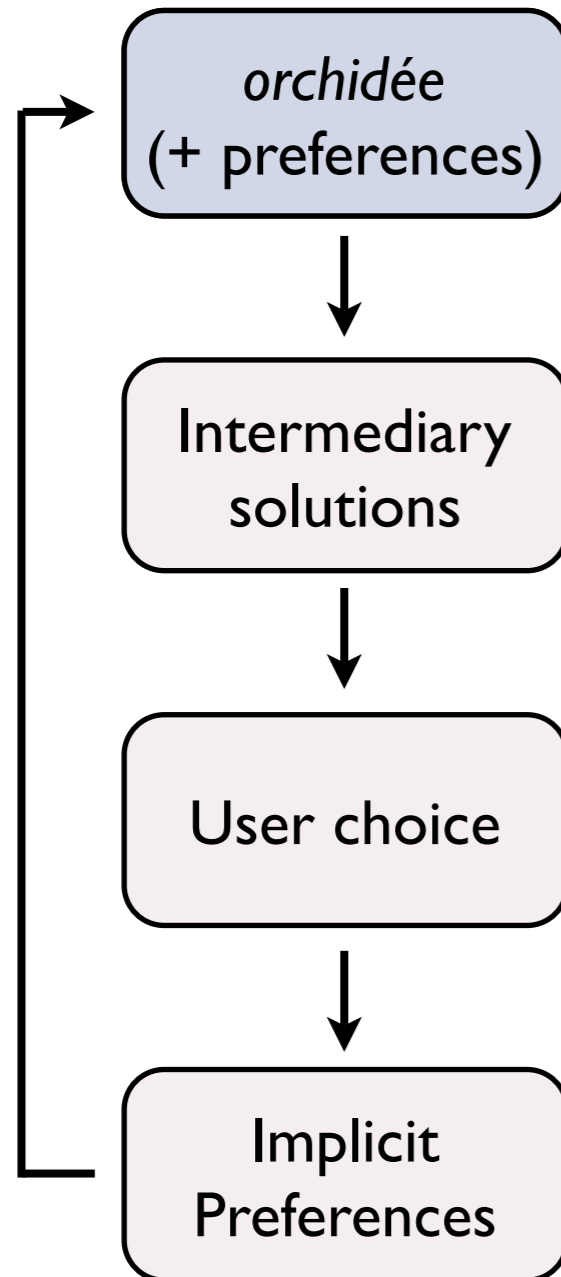 orchidée
(+ preferences)
Intermediary
solutions
User choice
Implicit
Preferences